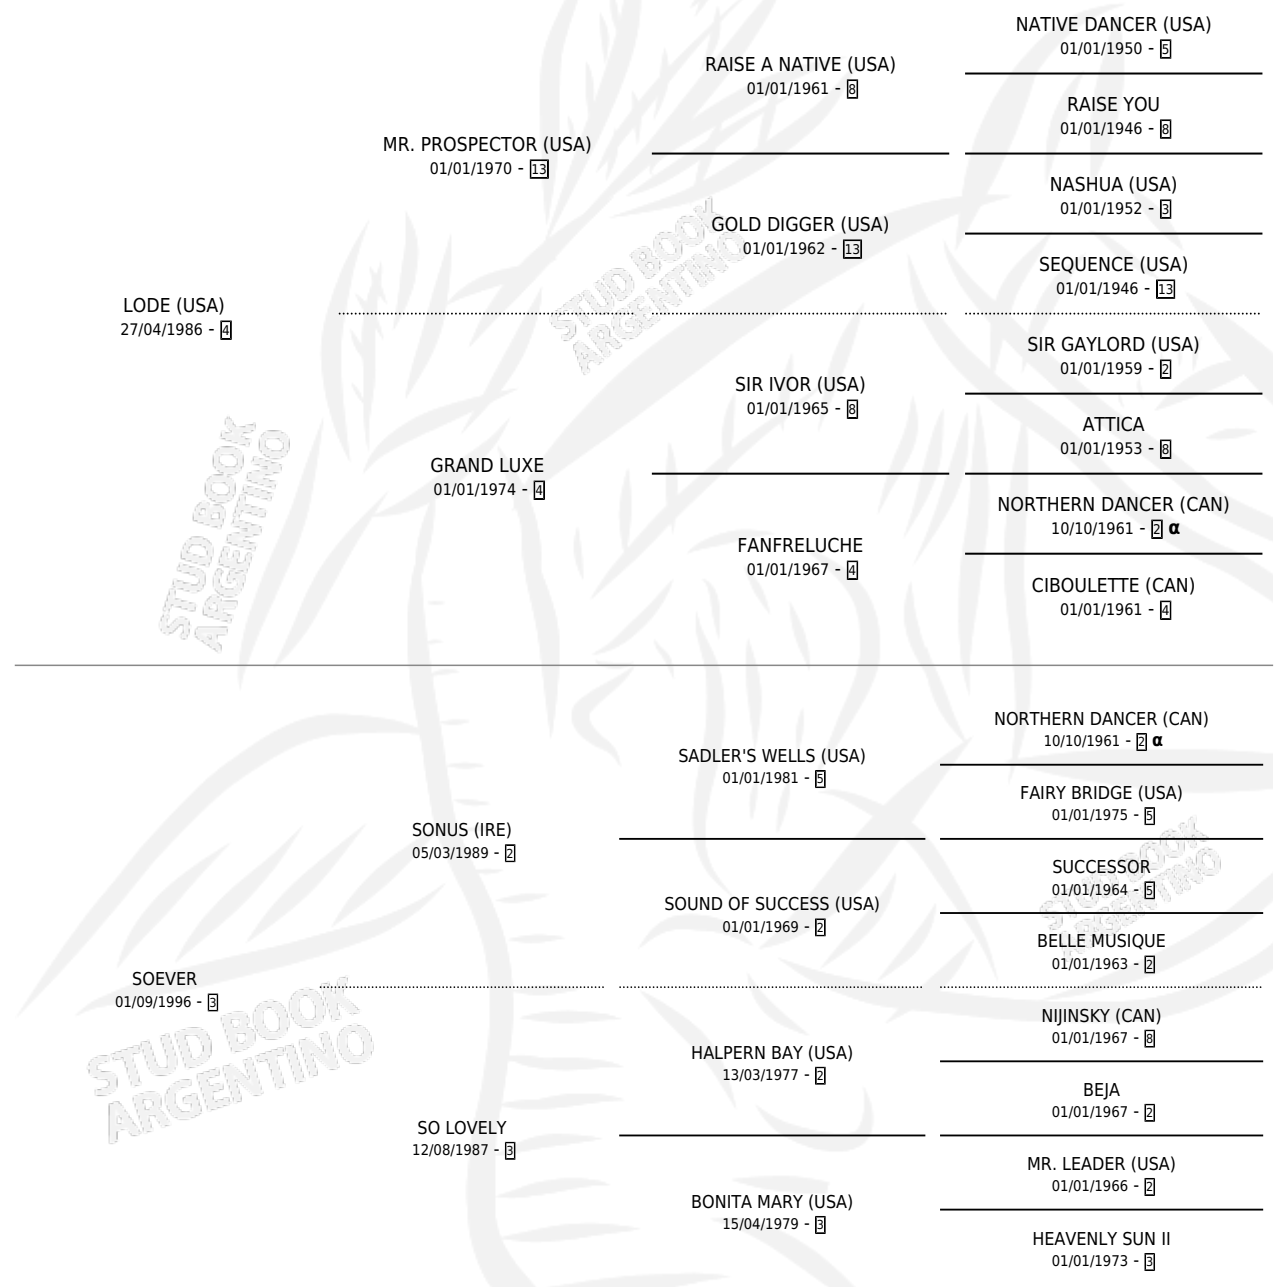 NATIVE DANCER (USA)
01/01/1950 - 5
RAISE A NATIVE (USA)
01/01/1961 - 8
RAISE YOU
01/01/1946 - 8
MR. PROSPECTOR (USA)
01/01/1970 - 13
NASHUA (USA)
01/01/1952 - 3
GOLD DIGGER (USA)
01/01/1962 - 13
SEQUENCE (USA)
01/01/1946 - 13
LODE (USA)
27/04/1986 - 4
SIR GAYLORD (USA)
01/01/1959 - 2
SIR IVOR (USA)
01/01/1965 - 8
ATTICA
01/01/1953 - 8
GRAND LUXE
01/01/1974 - 4
NORTHERN DANCER (CAN)
10/10/1961 - 2 α
FANFRELUCHE
01/01/1967 - 4
CIBOULETTE (CAN)
01/01/1961 - 4
NORTHERN DANCER (CAN)
10/10/1961 - 2 α
SADLER'S WELLS (USA)
01/01/1981 - 5
FAIRY BRIDGE (USA)
01/01/1975 - 5
SONUS (IRE)
05/03/1989 - 2
SUCCESSOR
01/01/1964 - 5
SOUND OF SUCCESS (USA)
01/01/1969 - 2
BELLE MUSIQUE
01/01/1963 - 2
SOEVER
01/09/1996 - 3
NIJINSKY (CAN)
01/01/1967 - 8
HALPERN BAY (USA)
13/03/1977 - 2
BEJA
01/01/1967 - 2
SO LOVELY
12/08/1987 - 3
MR. LEADER (USA)
01/01/1966 - 2
BONITA MARY (USA)
15/04/1979 - 3
HEAVENLY SUN II
01/01/1973 - 3
STUD BOOK
ARGENTINO
STUD BOOK
ARGENTINO
STUD BOOK
ARGENTINO
STUD BOOK
ARGENTINO